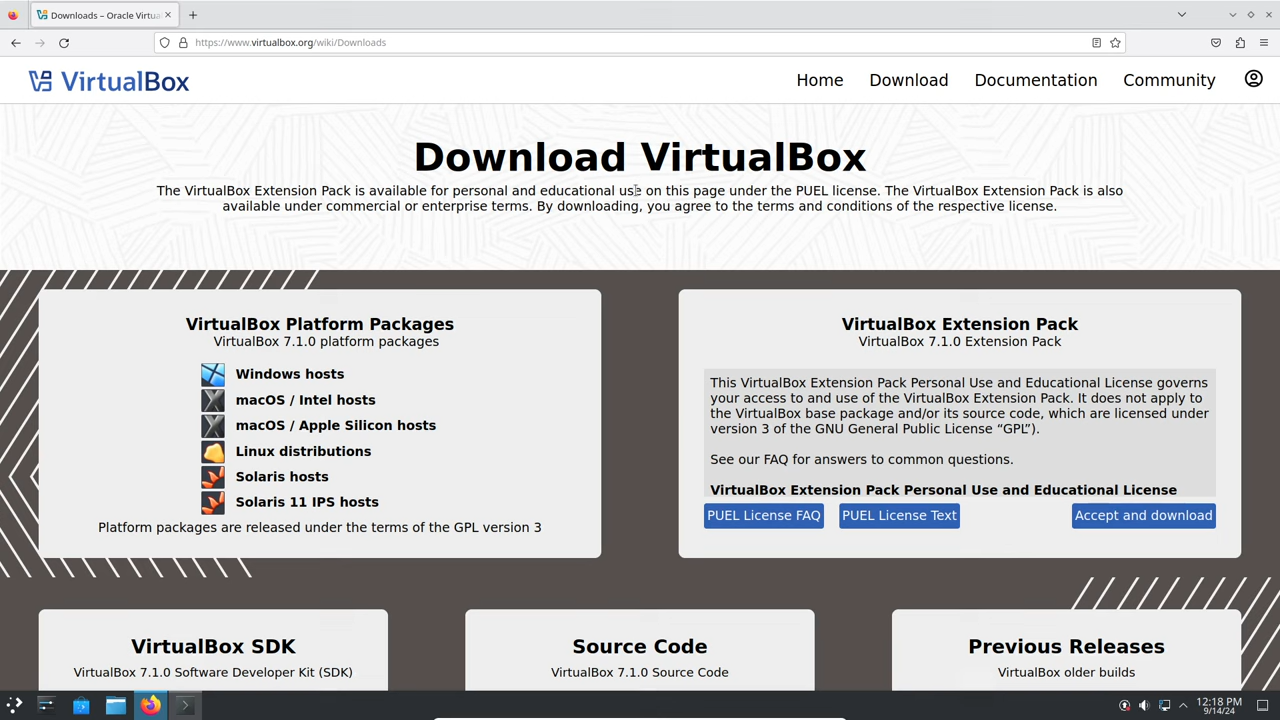 Downloads – Oracle Virtua
https://www.virtualbox.org/wiki/Downloads
VirtualBox
Home
Download
Documentation
Community
Download VirtualBox
The VirtualBox Extension Pack is available for personal and educational use on this page under the PUEL license. The VirtualBox Extension Pack is also
available under commercial or enterprise terms. By downloading, you agree to the terms and conditions of the respective license.
VirtualBox Platform Packages
VirtualBox 7.1.0 platform packages
Windows hosts
macOS / Intel hosts
macOS / Apple Silicon hosts
Linux distributions
Solaris hosts
Solaris 11 IPS hosts
Platform packages are released under the terms of the GPL version 3
VirtualBox Extension Pack
VirtualBox 7.1.0 Extension Pack
This VirtualBox Extension Pack Personal Use and Educational License governs
your access to and use of the VirtualBox Extension Pack. It does not apply to
the VirtualBox base package and/or its source code, which are licensed under
version 3 of the GNU General Public License “GPL”).
See our FAQ for answers to common questions.
VirtualBox Extension Pack Personal Use and Educational License
PUEL License FAQ
PUEL License Text
Accept and download
VirtualBox SDK
VirtualBox 7.1.0 Software Developer Kit (SDK)
Source Code
VirtualBox 7.1.0 Source Code
Previous Releases
VirtualBox older builds
12:18 PM
9/14/24